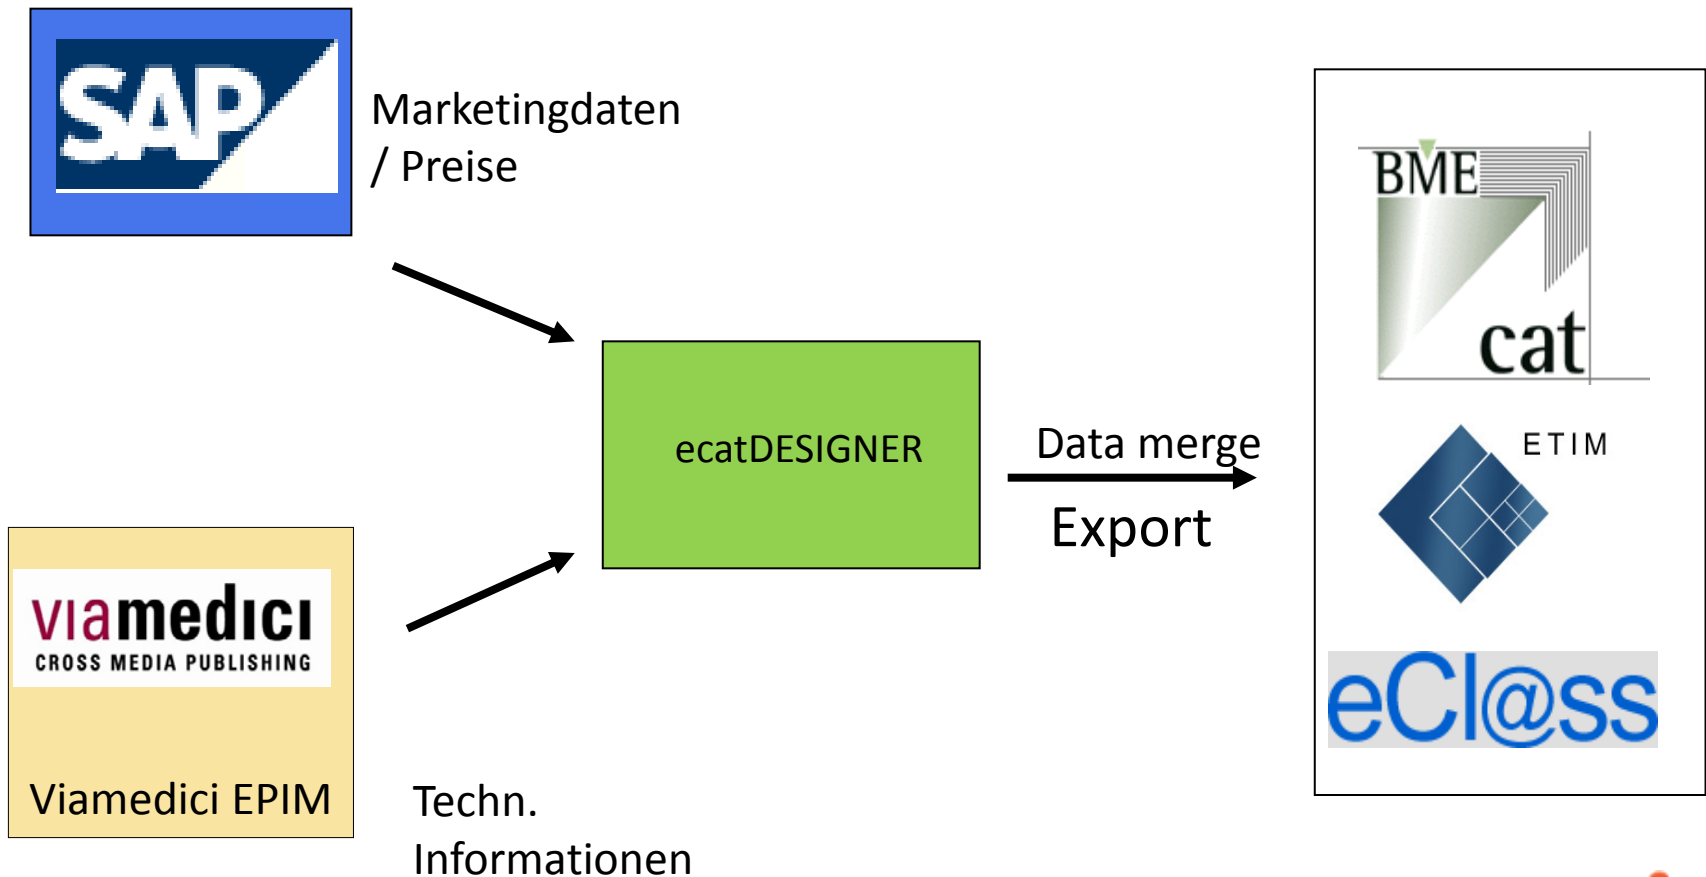 SAP
Marketingdaten
/ Preise
BME
cat
ecatDESIGNER
Data merge
Export
ETIM
viamedici
CROSS MEDIA PUBLISHING
eCl@ss
Viamedici EPIM
Techn.
Informationen